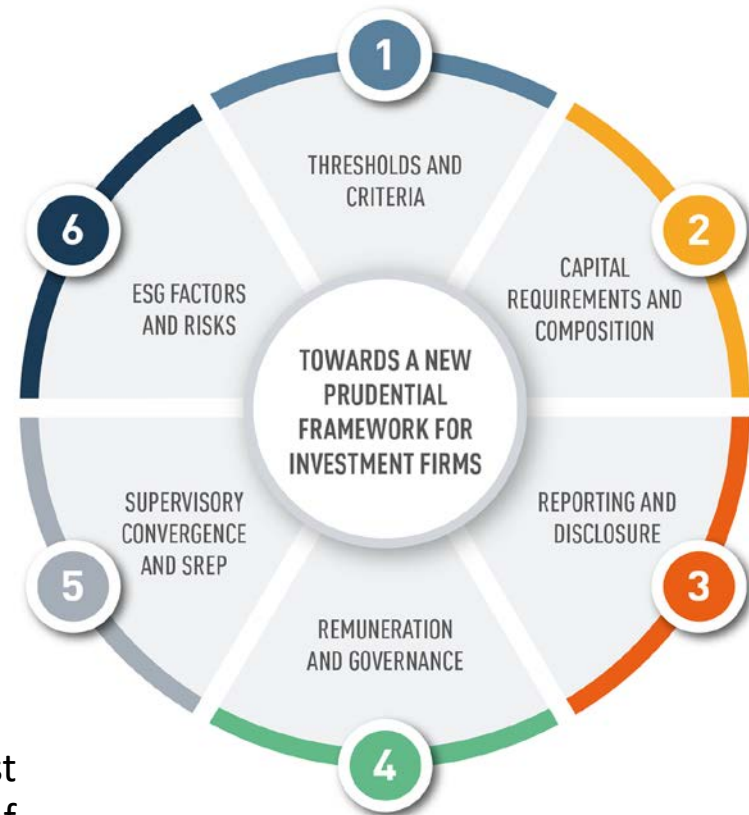 1
THRESHOLDS AND
CRITERIA
2
CAPITAL
REQUIREMENTS AND
COMPOSITION
3
REPORTING AND
DISCLOSURE
4
REMUNERATION
AND GOVERNANCE
5
SUPERVISORY
CONVERGENCE
AND SREP
6
ESG FACTORS
AND RISKS
TOWARDS A NEW
PRUDENTIAL
FRAMEWORK FOR
INVESTMENT FIRMS